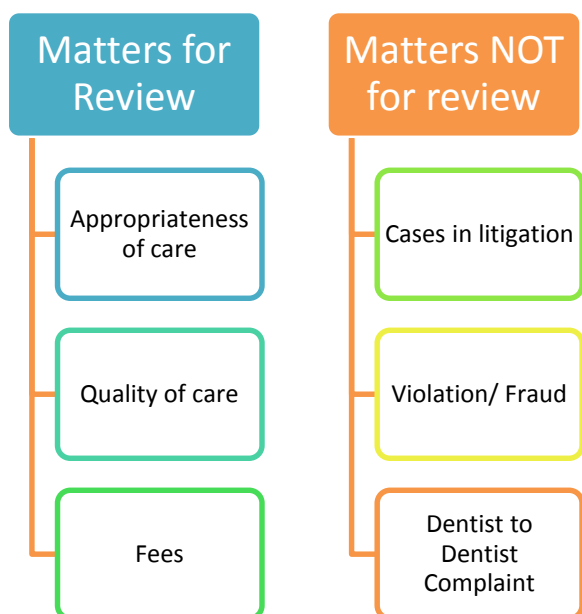 Matters for
Review
Appropriateness
of care
Quality of care
Fees
Matters NOT
for review
Cases in litigation
Violation/ Fraud
Dentist to
Dentist
Complaint